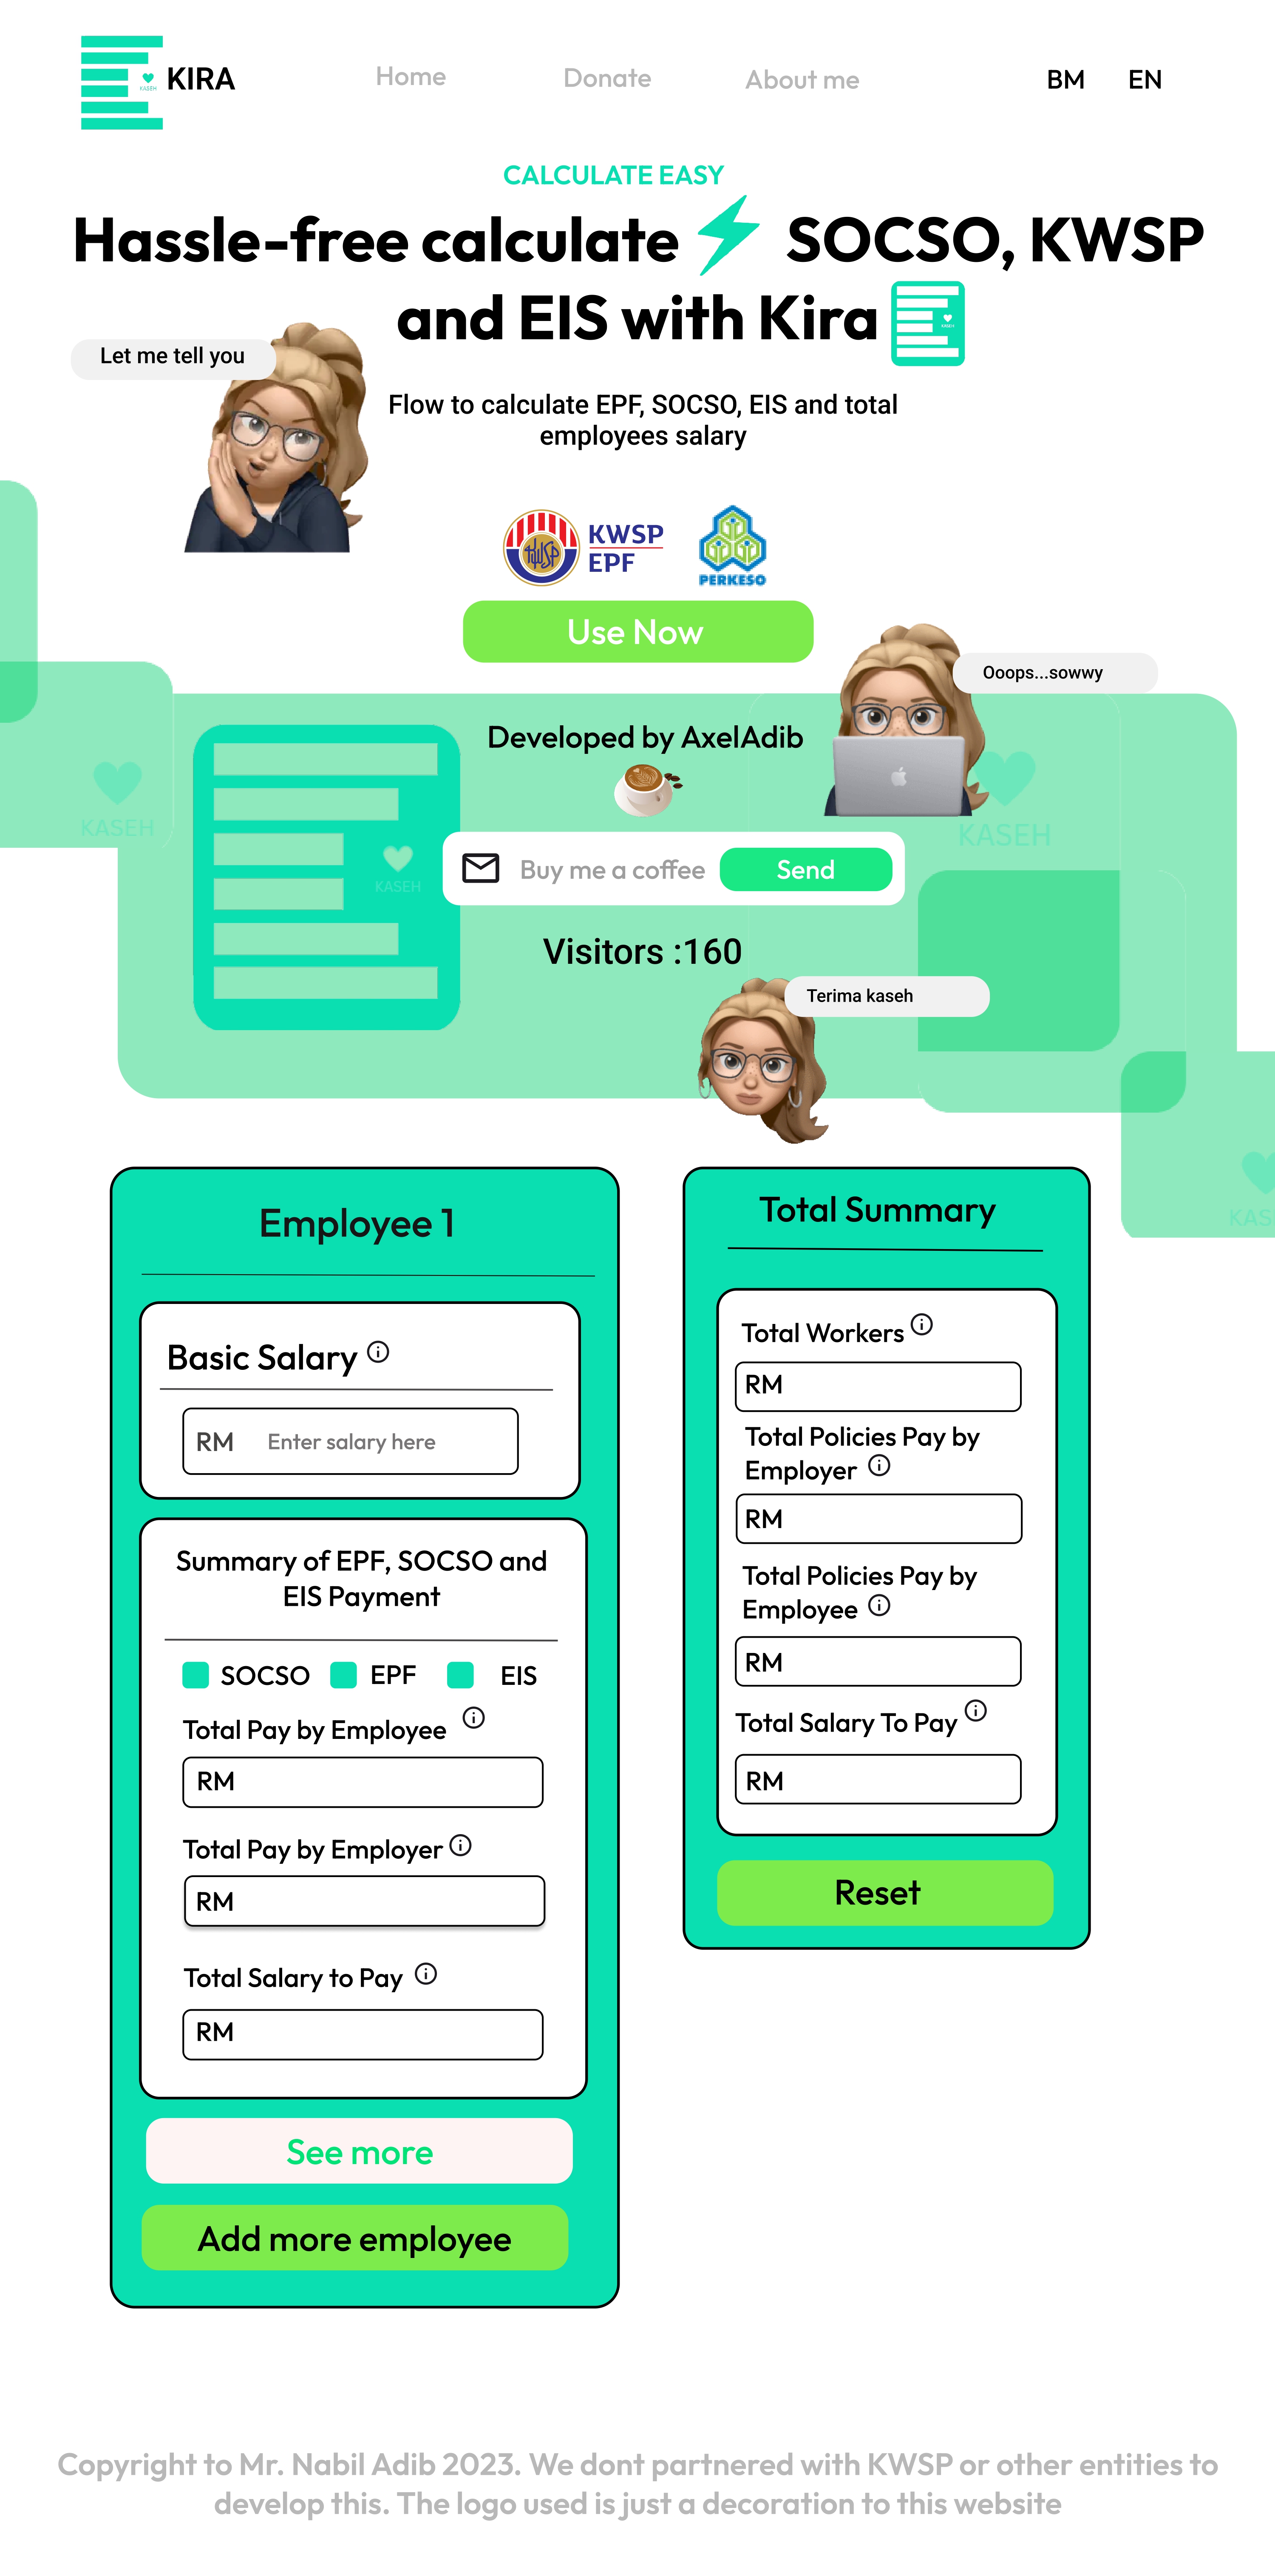 KASEH
KIRA
Home
Donate
About me
BM
EN
CALCULATE EASY
Hassle-free calculate SOCSO, KWSP
and EIS with Kira
KASEH
Let me tell you
Flow to calculate EPF, SOCSO, EIS and total
employees salary
KWSP
KWSP
EPF
PERKESO
Use Now
Ooops...sowwy
Developed by AxelAdib
KASEH
KASEH
KASEH
Buy me a coffee
Send
Visitors :160
Terima kaseh
KAS
Employee 1
Basic Salary
RM
Enter salary here
Summary of EPF, SOCSO and
EIS Payment
SOCSO
EPF
EIS
Total Pay by Employee
RM
Total Pay by Employer
RM
Total Salary to Pay
RM
See more
Add more employee
Total Summary
Total Workers
RM
Total Policies Pay by
Employer
RM
Total Policies Pay by
Employee
RM
Total Salary To Pay
RM
Reset
Copyright to Mr. Nabil Adib 2023. We dont partnered with KWSP or other entities to
develop this. The logo used is just a decoration to this website